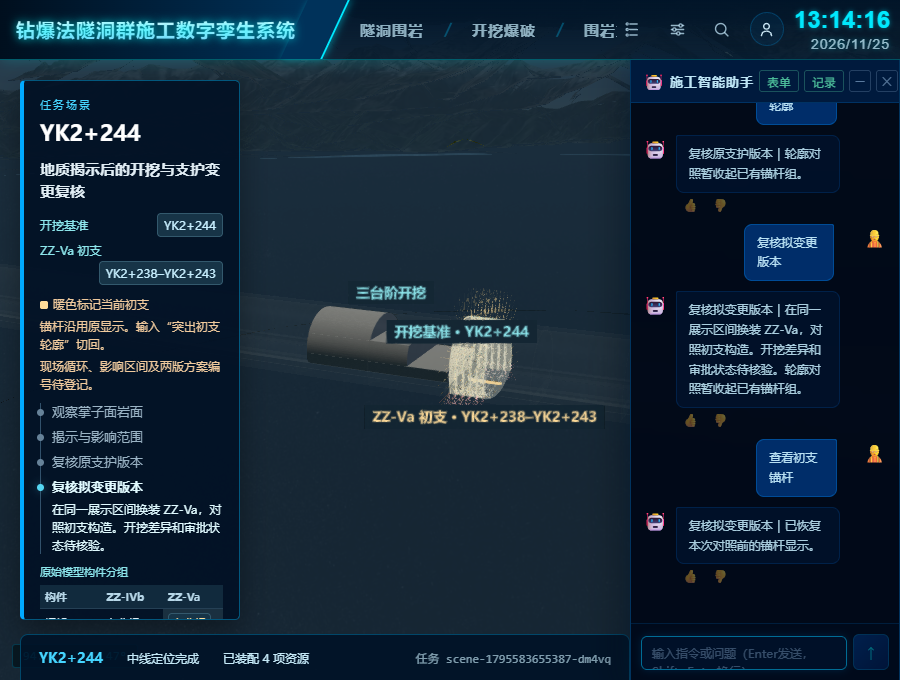 钻爆法隧洞群施工数字孪生系统
隧洞围岩
开挖爆破
围岩
13:14:16
2026/11/25
任务场景
YK2+244
地质揭示后的开挖与支护变
更复核
开挖基准
YK2+244
ZZ-Va 初支
YK2+238–YK2+243
暖色标记当前初支
锚杆沿用原显示。输入“突出初支
轮廓”切回。
现场循环、影响区间及两版方案编
号待登记。
观察掌子面岩面
揭示与影响范围
复核原支护版本
复核拟变更版本
在同一展示区间换装 ZZ-Va，对
照初支构造。开挖差异和审批状
态待核验。
原始模型构件分组
构件 ZZ-IVb ZZ-Va
三台阶开挖
开挖基准·YK2+244
ZZ-Va 初支·YK2+238–YK2+243
施工智能助手
表单
记录
轮廓
复核原支护版本 | 轮廓对
照暂收起已有锚杆组。
复核拟变更
版本
复核拟变更版本 | 在同一
展示区间换装 ZZ-Va，对
照初支构造。开挖差异和
审批状态待核验。轮廓对
照暂收起已有锚杆组。
查看初支
锚杆
复核拟变更版本 | 已恢复
本次对照前的锚杆显示。
输入指令或问题（Enter发送，
YK2+244
中线定位完成
已装配 4 项资源
任务 scene-1795583655387-dm4vq